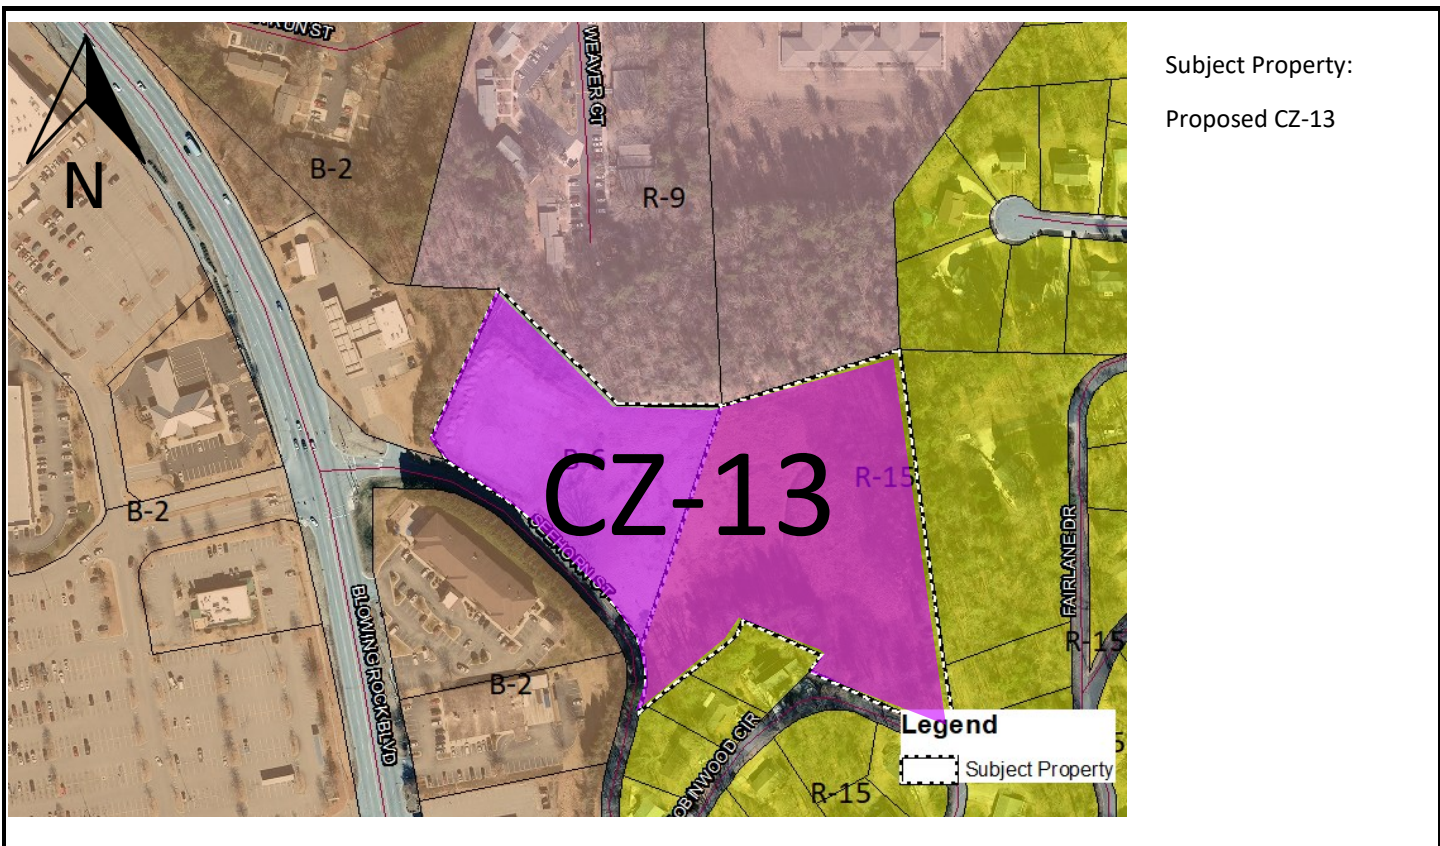 Subject Property:
Proposed CZ-13
N
WEAVER CT
B-2
R-9
B-6
CZ-13
R-15
B-2
SEEHORN ST
BLOWING ROCK BLVD
FAIRLANE DR
R-15
B-2
R-15
Legend
Subject Property